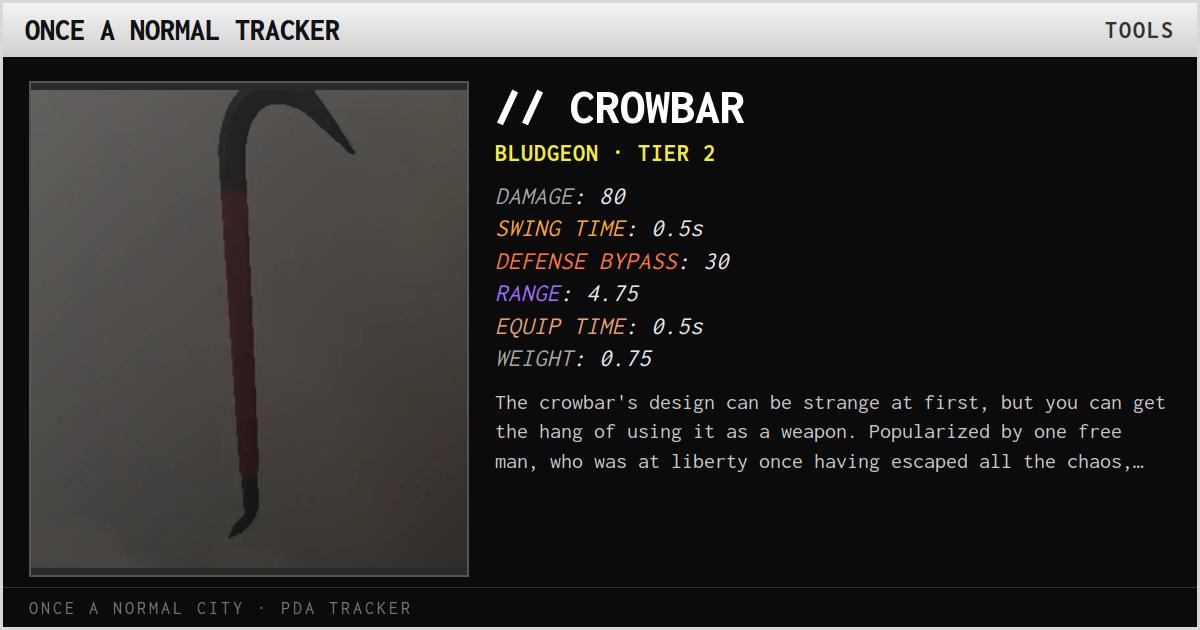 ONCE A NORMAL TRACKER
TOOLS
// CROWBAR
BLUDGEON · TIER 2
DAMAGE: 80
SWING TIME: 0.5s
DEFENSE BYPASS: 30
RANGE: 4.75
EQUIP TIME: 0.5s
WEIGHT: 0.75
The crowbar's design can be strange at first, but you can get
the hang of using it as a weapon. Popularized by one free
man, who was at liberty once having escaped all the chaos,…
ONCE A NORMAL CITY · PDA TRACKER